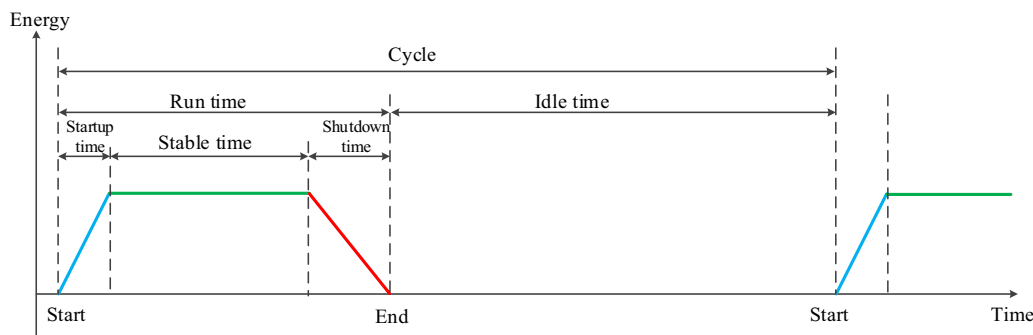 Energy
Cycle
Run time
Idle time
Startup
time
Stable time
Shutdown
time
Start
End
Start
Time